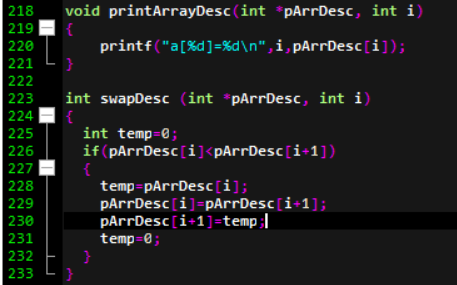 218 void printArrayDesc(int *pArrDesc, int i)
219 {
220     printf("a[%d]=%d\n",i,pArrDesc[i]);
221 }
222
223 int swapDesc (int *pArrDesc, int i)
224 {
225   int temp=0;
226   if(pArrDesc[i]<pArrDesc[i+1])
227   {
228     temp=pArrDesc[i];
229     pArrDesc[i]=pArrDesc[i+1];
230     pArrDesc[i+1]=temp;
231     temp=0;
232   }
233 }